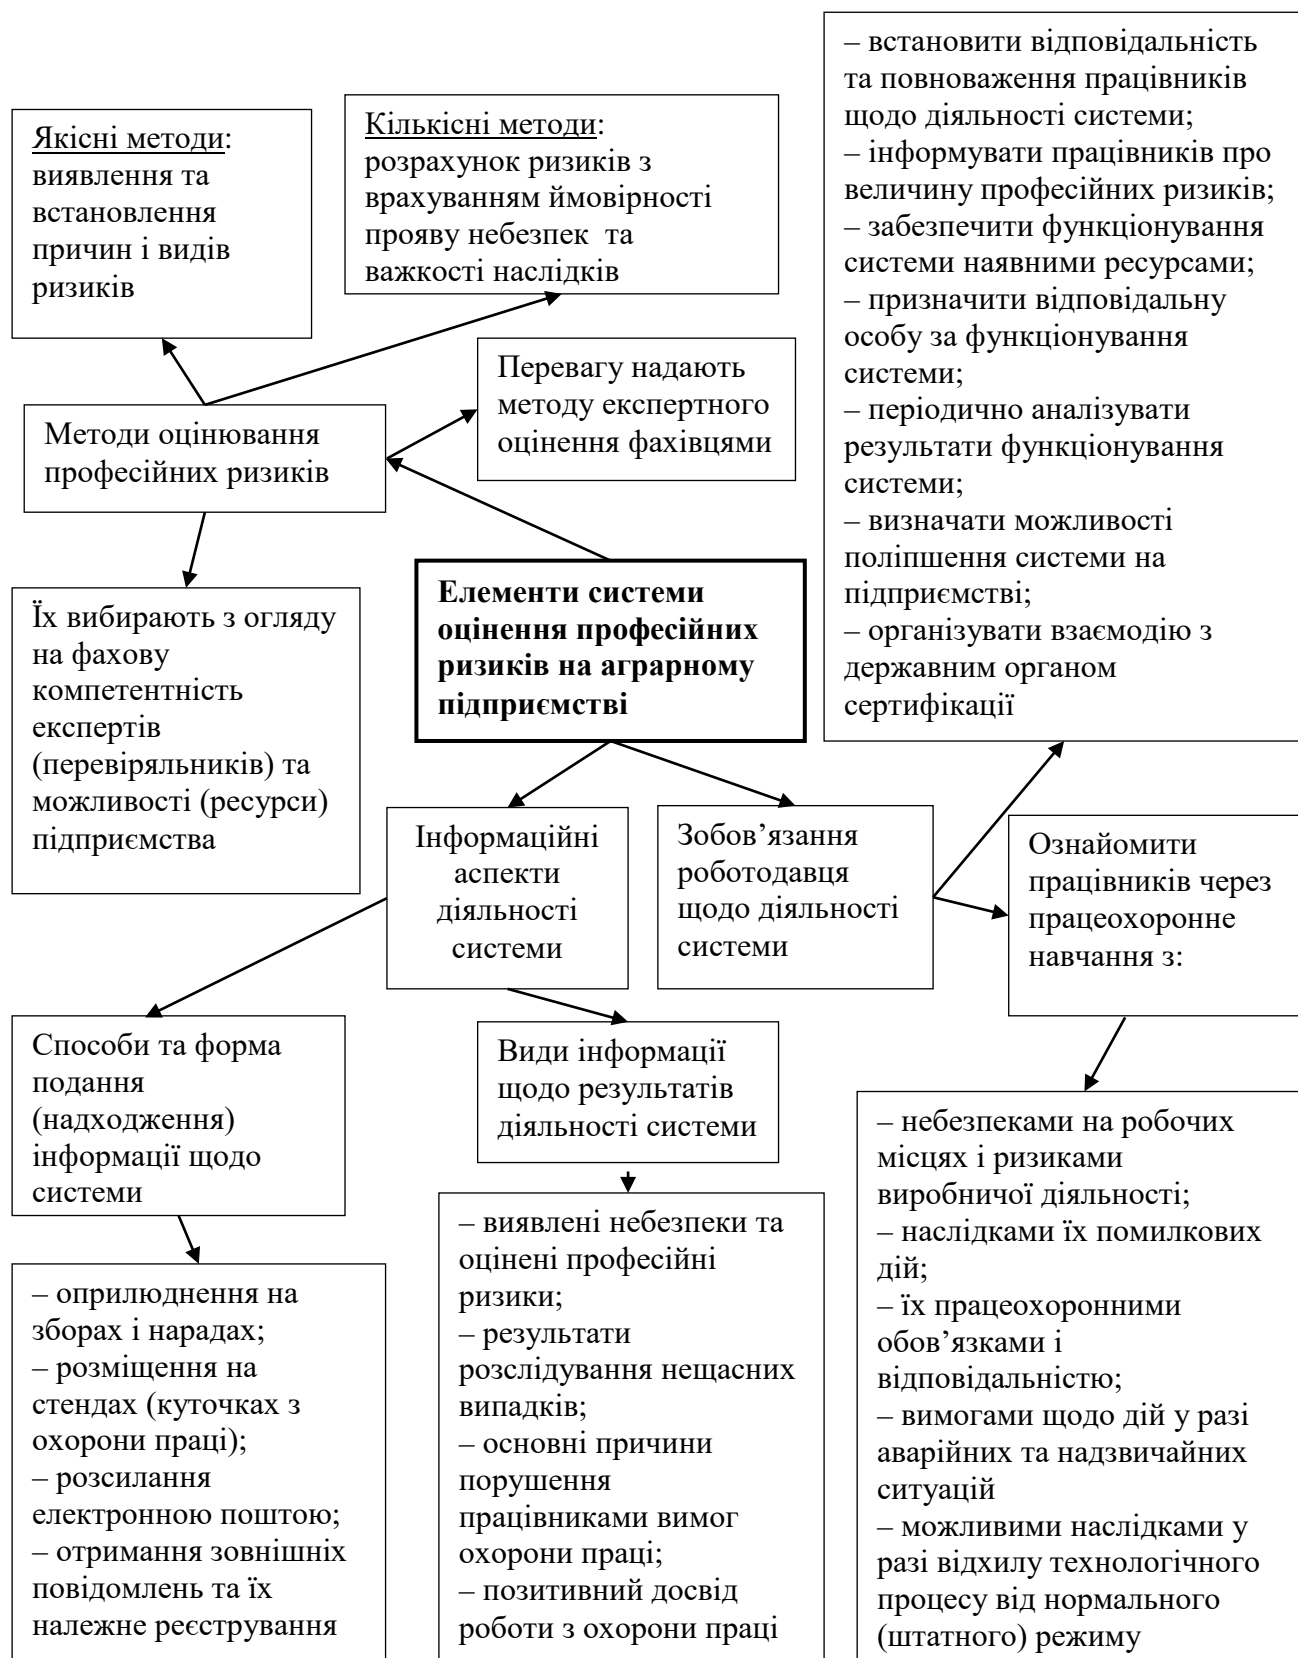 Якісні методи:
виявлення та
встановлення
причин і видів
ризиків
Кількісні методи:
розрахунок ризиків з
врахуванням ймовірності
прояву небезпек та
важкості наслідків
– встановити відповідальність
та повноваження працівників
щодо діяльності системи;
– інформувати працівників про
величину професійних ризиків;
– забезпечити функціонування
системи наявними ресурсами;
– призначити відповідальну
особу за функціонування
системи;
– періодично аналізувати
результати функціонування
системи;
– визначати можливості
поліпшення системи на
підприємстві;
– організувати взаємодію з
державним органом
сертифікації
Перевагу надають
методу експертного
оцінення фахівцями
Методи оцінювання
професійних ризиків
Їх вибирають з огляду
на фахову
компетентність
експертів
(перевіряльників) та
можливості (ресурси)
підприємства
Елементи системи
оцінення професійних
ризиків на аграрному
підприємстві
Інформаційні
аспекти
діяльності
системи
Зобов’язання
роботодавця
щодо діяльності
системи
Ознайомити
працівників через
працеохоронне
навчання з:
Способи та форма
подання
(надходження)
інформації щодо
системи
Види інформації
щодо результатів
діяльності системи
– оприлюднення на
зборах і нарадах;
– розміщення на
стендах (куточках з
охорони праці);
– розсилання
електронною поштою;
– отримання зовнішніх
повідомлень та їх
належне реєстрування
– виявлені небезпеки та
оцінені професійні
ризики;
– результати
розслідування нещасних
випадків;
– основні причини
порушення
працівниками вимог
охорони праці;
– позитивний досвід
роботи з охорони праці
– небезпеками на робочих
місцях і ризиками
виробничої діяльності;
– наслідками їх помилкових
дій;
– їх працеохоронними
обов’язками і
відповідальністю;
– вимогами щодо дій у разі
аварійних та надзвичайних
ситуацій
– можливими наслідками у
разі відхилу технологічного
процесу від нормального
(штатного) режиму